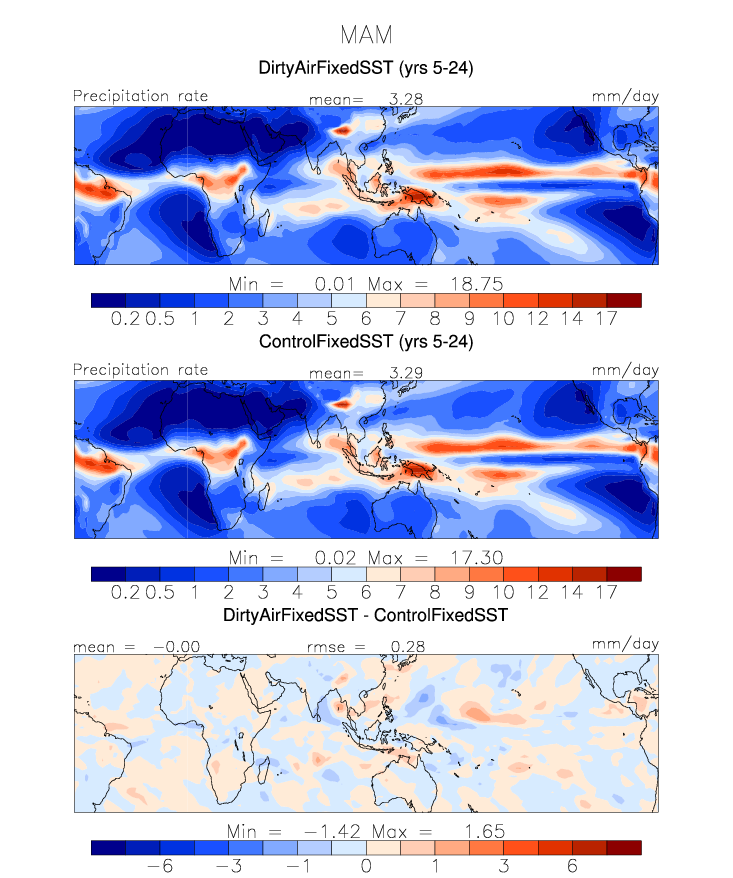 MAM
DirtyAirFixedSST (yrs 5-24)
Precipitation rate mean= 3.28 mm/day
Min = 0.01 Max = 18.75
0.2 0.5 1 2 3 4 5 6 7 8 9 10 12 14 17
ControlFixedSST (yrs 5-24)
Precipitation rate mean= 3.29 mm/day
Min = 0.02 Max = 17.30
0.2 0.5 1 2 3 4 5 6 7 8 9 10 12 14 17
DirtyAirFixedSST - ControlFixedSST
mean = -0.00 rmse = 0.28 mm/day
Min = -1.42 Max = 1.65
-6 -3 -1 0 1 3 6